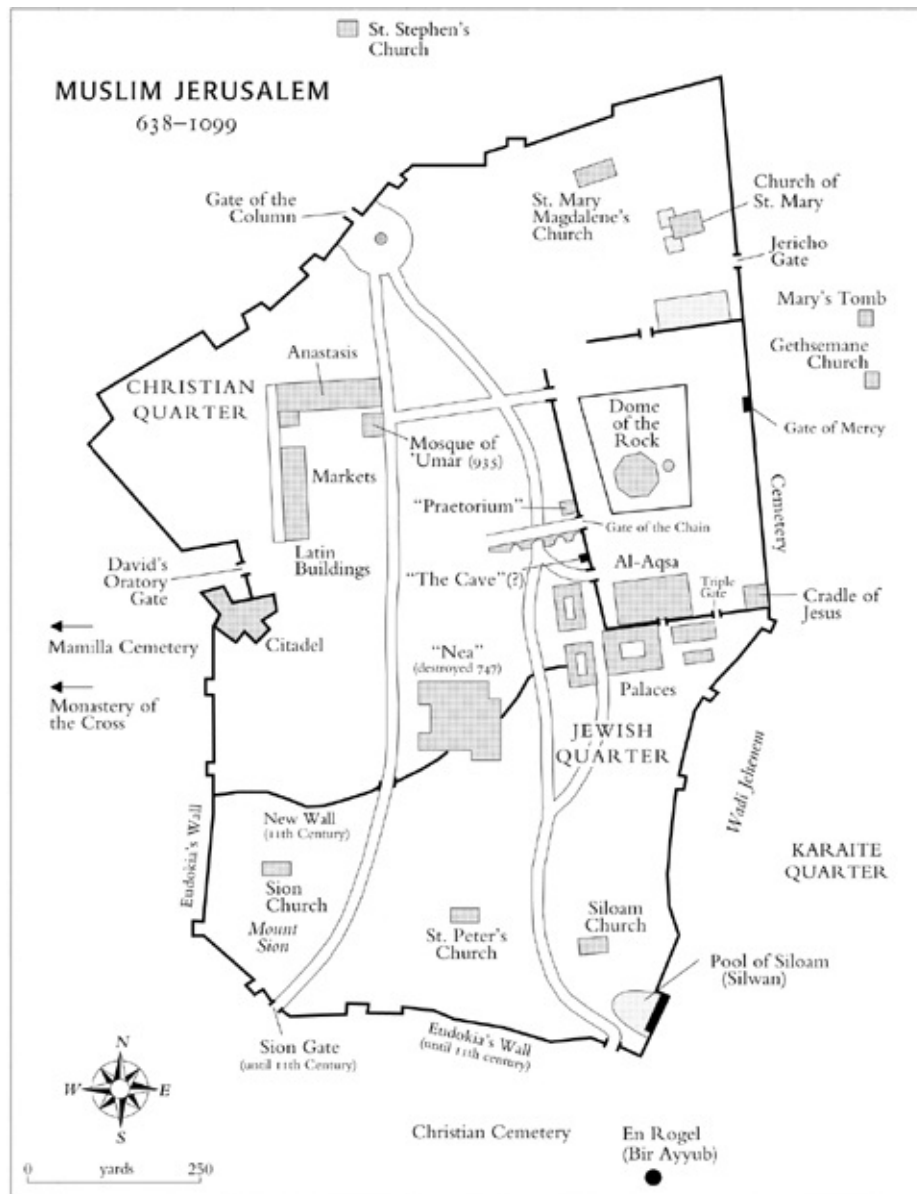 St. Stephen's
Church
MUSLIM JERUSALEM
638–1099
Gate of the
Column
St. Mary
Magdalene's
Church
Church of
St. Mary
Jericho
Gate
Mary's Tomb
Gethsemane
Church
Anastasis
CHRISTIAN
QUARTER
Dome
of the
Rock
Gate of Mercy
Mosque of
'Umar (935)
Markets
"Praetorium"
Gate of the Chain
Cemetery
Latin
Buildings
David's
Oratory
Gate
"The Cave"(?)
Al-Aqsa
Triple
Gate
Cradle of
Jesus
Mamilla Cemetery
Citadel
"Nea"
(destroyed 747)
Monastery
of the Cross
Palaces
JEWISH
QUARTER
Wadi Jehenem
New Wall
(11th Century)
Eudokia's Wall
KARAITE
QUARTER
Sion
Church
Mount
Sion
St. Peter's
Church
Siloam
Church
Pool of Siloam
(Silwan)
Sion Gate
(until 11th Century)
Eudokia's Wall
(until 11th century)
N
W E
S
Christian Cemetery
En Rogel
(Bir Ayyub)
0 yards 250